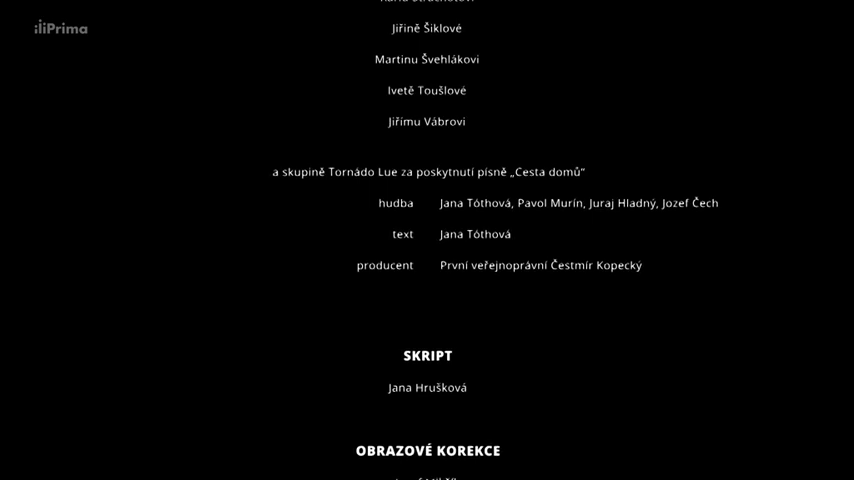 Prima
Jiřině Šiklové
Martinu Švehlákovi
Ivetě Toušlové
Jiřímu Vábrovi
a skupině Tornádo Lue za poskytnutí písně „Cesta domů“
hudba Jana Tóthová, Pavol Murín, Juraj Hladný, Jozef Čech
text Jana Tóthová
producent První veřejnoprávní Čestmír Kopecký
SKRIPT
Jana Hrušková
OBRAZOVÉ KOREKCE